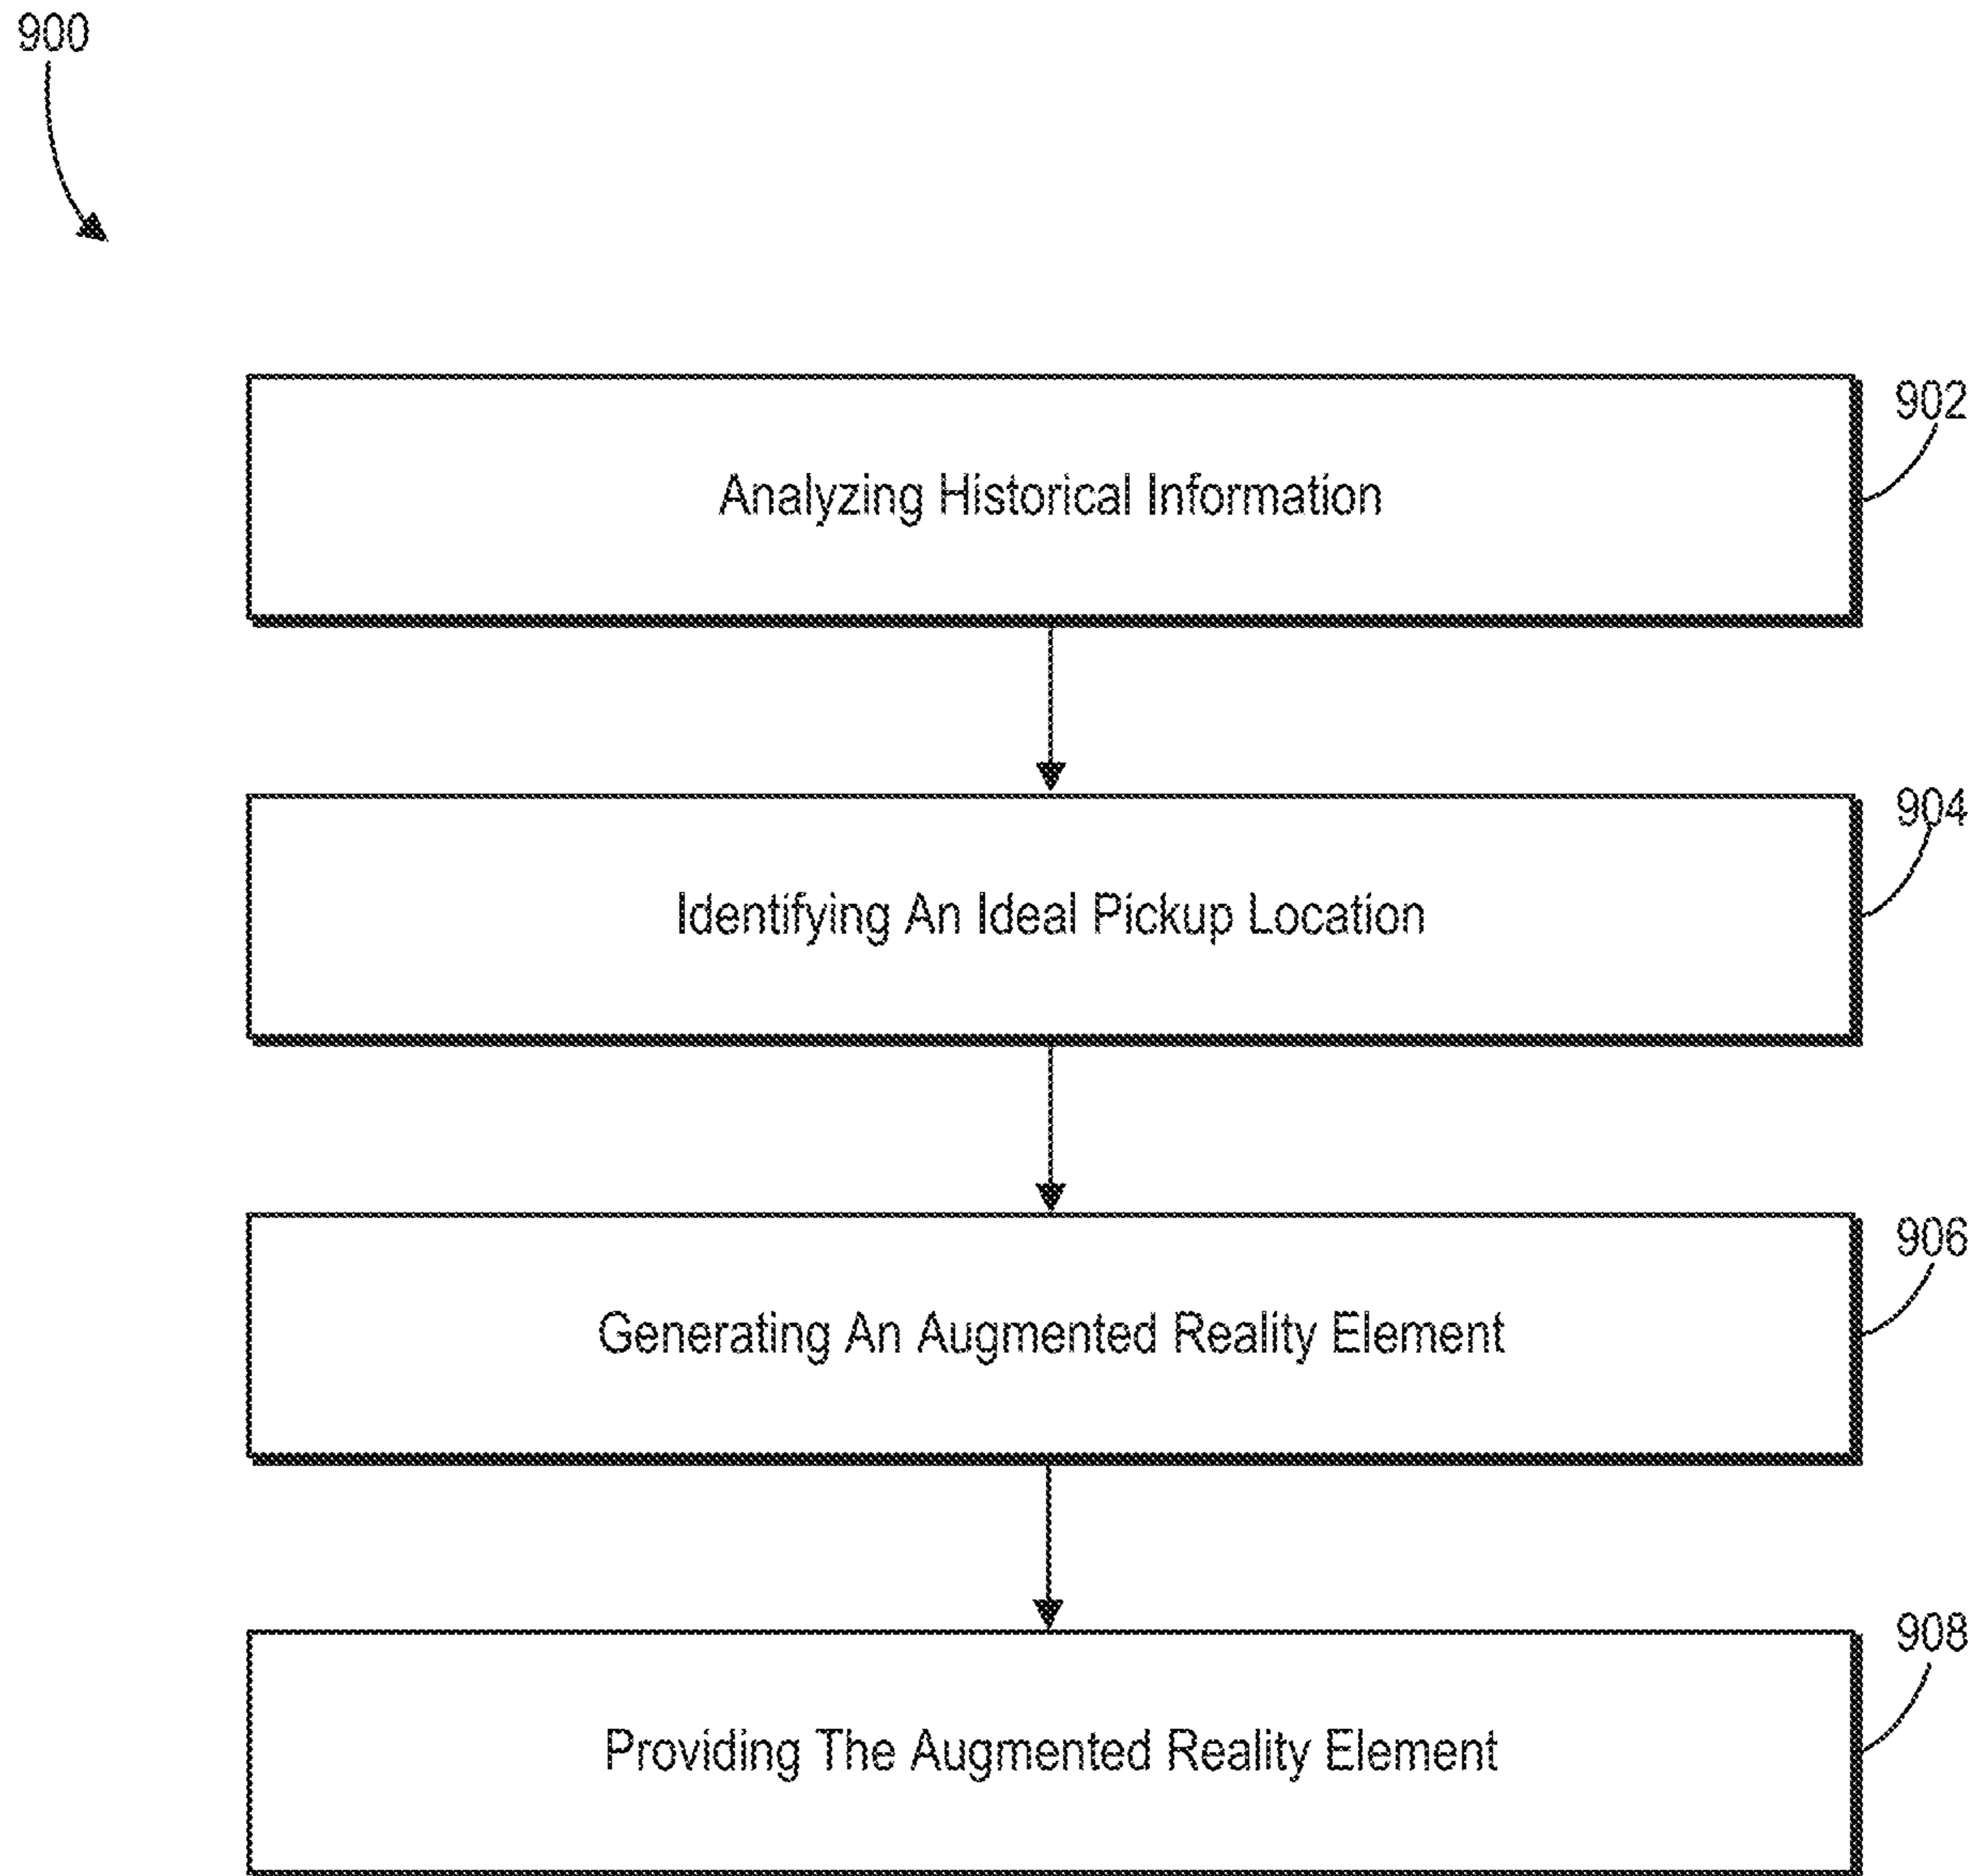 900
902
Analyzing Historical Information
904
Identifying An Ideal Pickup Location
906
Generating An Augmented Reality Element
908
Providing The Augmented Reality Element